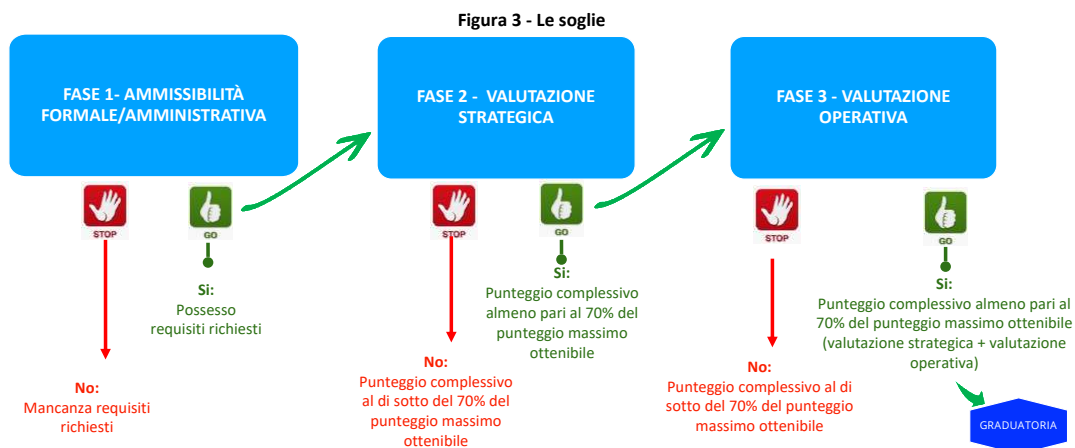 Figura 3 - Le soglie
FASE 1- AMMISSIBILITÀ
FORMALE/AMMINISTRATIVA
STOP
GO
Si:
Possesso
requisiti richiesti
No:
Mancanza requisiti
richiesti
FASE 2 - VALUTAZIONE
STRATEGICA
STOP
GO
Si:
Punteggio complessivo
almeno pari al 70% del
punteggio massimo
ottenibile
No:
Punteggio complessivo
al di sotto del 70% del
punteggio massimo
ottenibile
FASE 3 - VALUTAZIONE
OPERATIVA
STOP
GO
Si:
Punteggio complessivo almeno pari al
70% del punteggio massimo ottenibile
(valutazione strategica + valutazione
operativa)
No:
Punteggio complessivo al di
sotto del 70% del punteggio
massimo ottenibile
GRADUATORIA